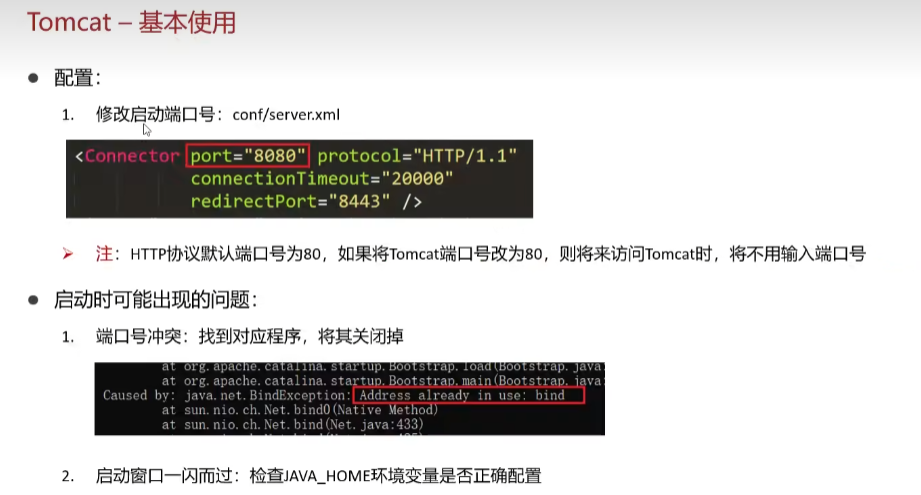 Tomcat – 基本使用
● 配置：
1. 修改启动端口号：conf/server.xml
<Connector port="8080" protocol="HTTP/1.1"
connectionTimeout="20000"
redirectPort="8443" />
➢ 注：HTTP协议默认端口号为80，如果将Tomcat端口号改为80，则将来访问Tomcat时，将不用输入端口号
● 启动时可能出现的问题：
1. 端口号冲突：找到对应程序，将其关闭掉
at org.apache.catalina.startup.Bootstrap.load(Bootstrap.java
at org.apache.catalina.startup.Bootstrap.main(Bootstrap.java:
Caused by: java.net.BindException: Address already in use: bind
at sun.nio.ch.Net.bind0(Native Method)
at sun.nio.ch.Net.bind(Net.java:433)
2. 启动窗口一闪而过：检查JAVA_HOME环境变量是否正确配置